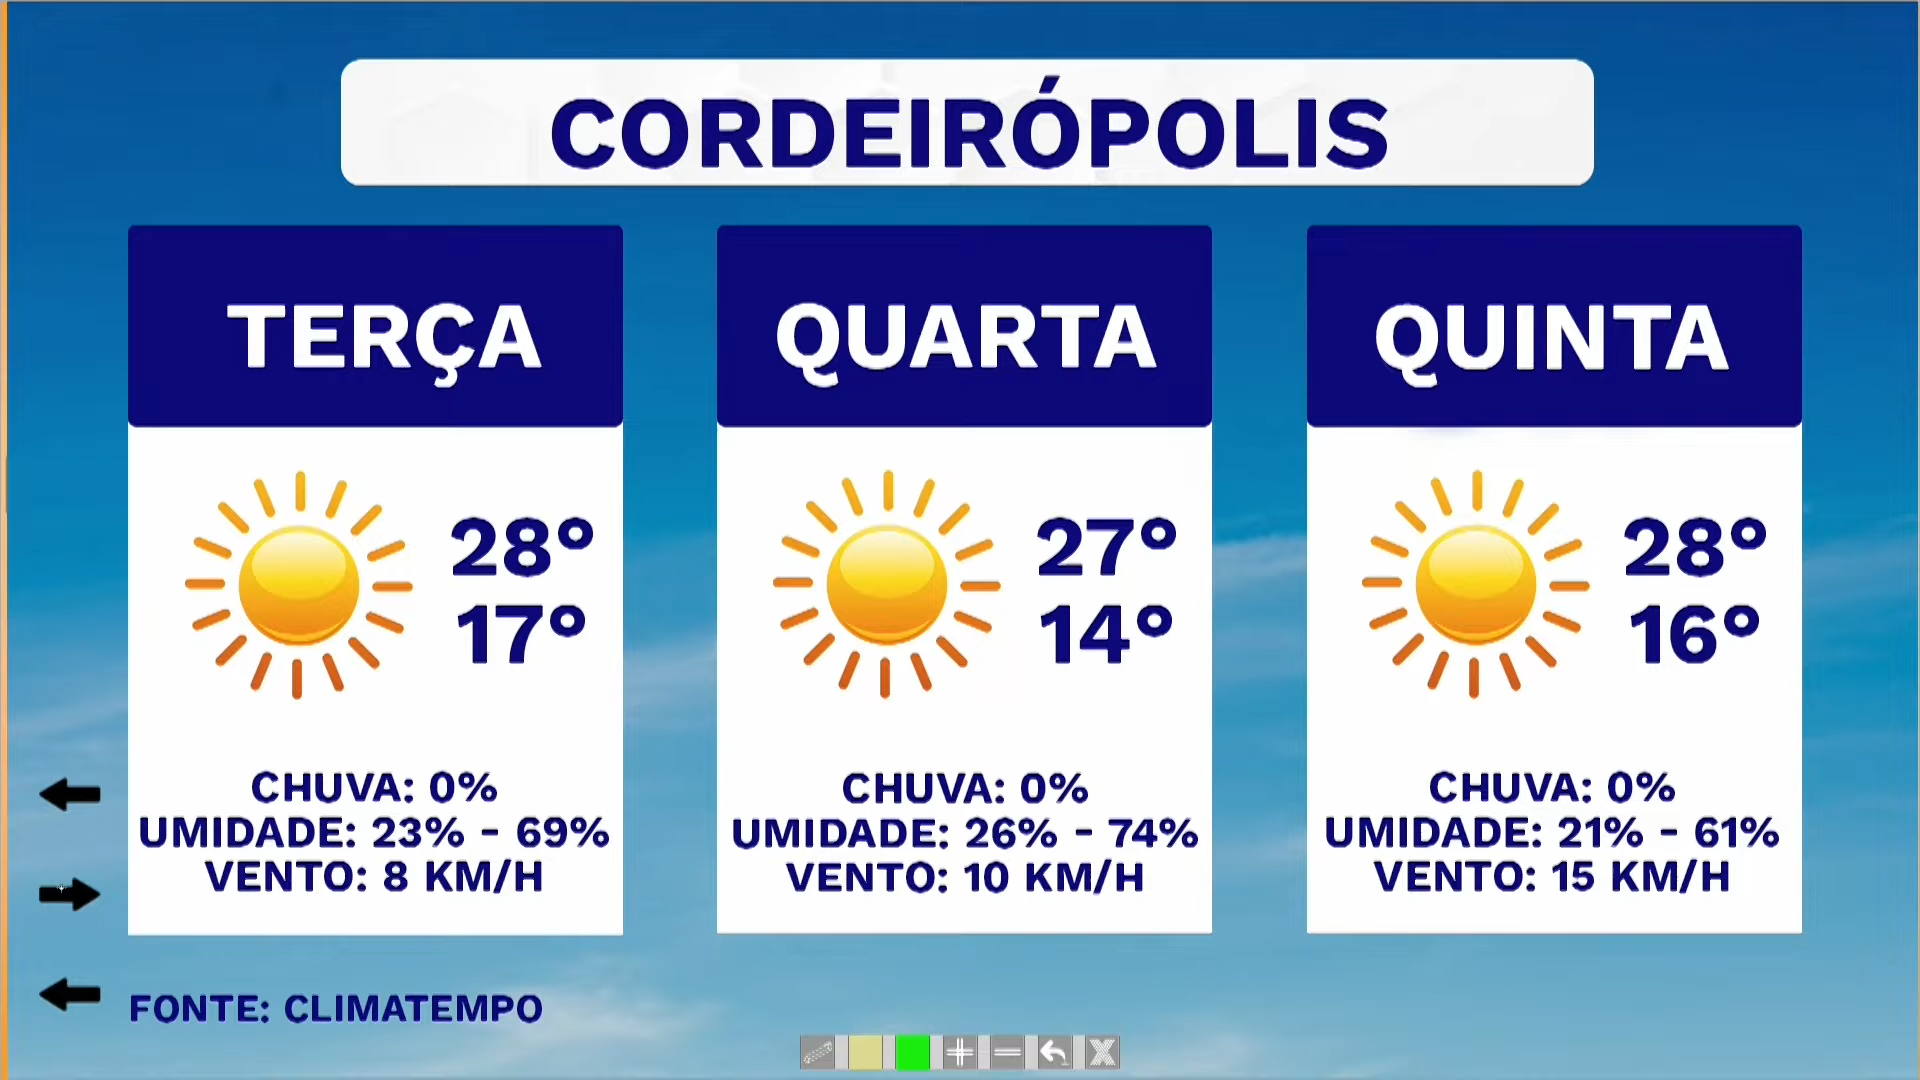 CORDEIRÓPOLIS
TERÇA
28°
17°
CHUVA: 0%
UMIDADE: 23% - 69%
VENTO: 8 KM/H
QUARTA
27°
14°
CHUVA: 0%
UMIDADE: 26% - 74%
VENTO: 10 KM/H
QUINTA
28°
16°
CHUVA: 0%
UMIDADE: 21% - 61%
VENTO: 15 KM/H
FONTE: CLIMATEMPO